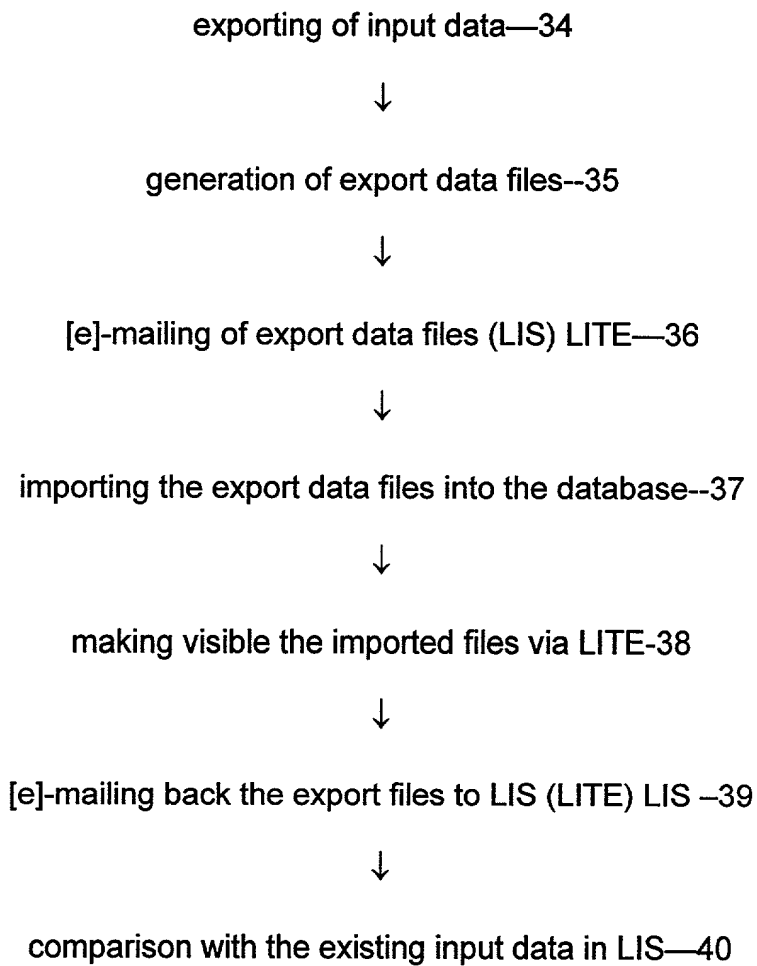 exporting of input data—34
↓
generation of export data files--35
↓
[e]-mailing of export data files (LIS) LITE—36
↓
importing the export data files into the database--37
↓
making visible the imported files via LITE-38
↓
[e]-mailing back the export files to LIS (LITE) LIS –39
↓
comparison with the existing input data in LIS—40